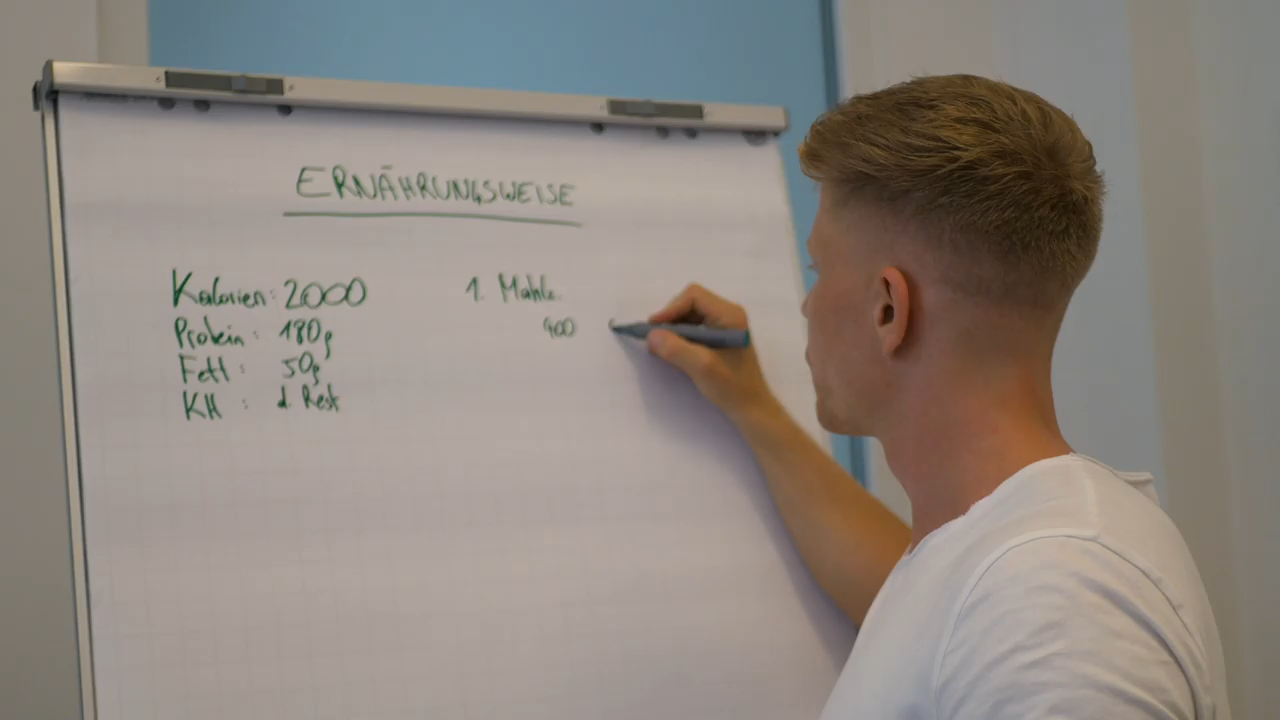 ERNÄHRUNGSWEISE
Kalorien: 2000
Protein: 180g
Fett: 50g
KH: d. Rest
1. Mahlz.
400